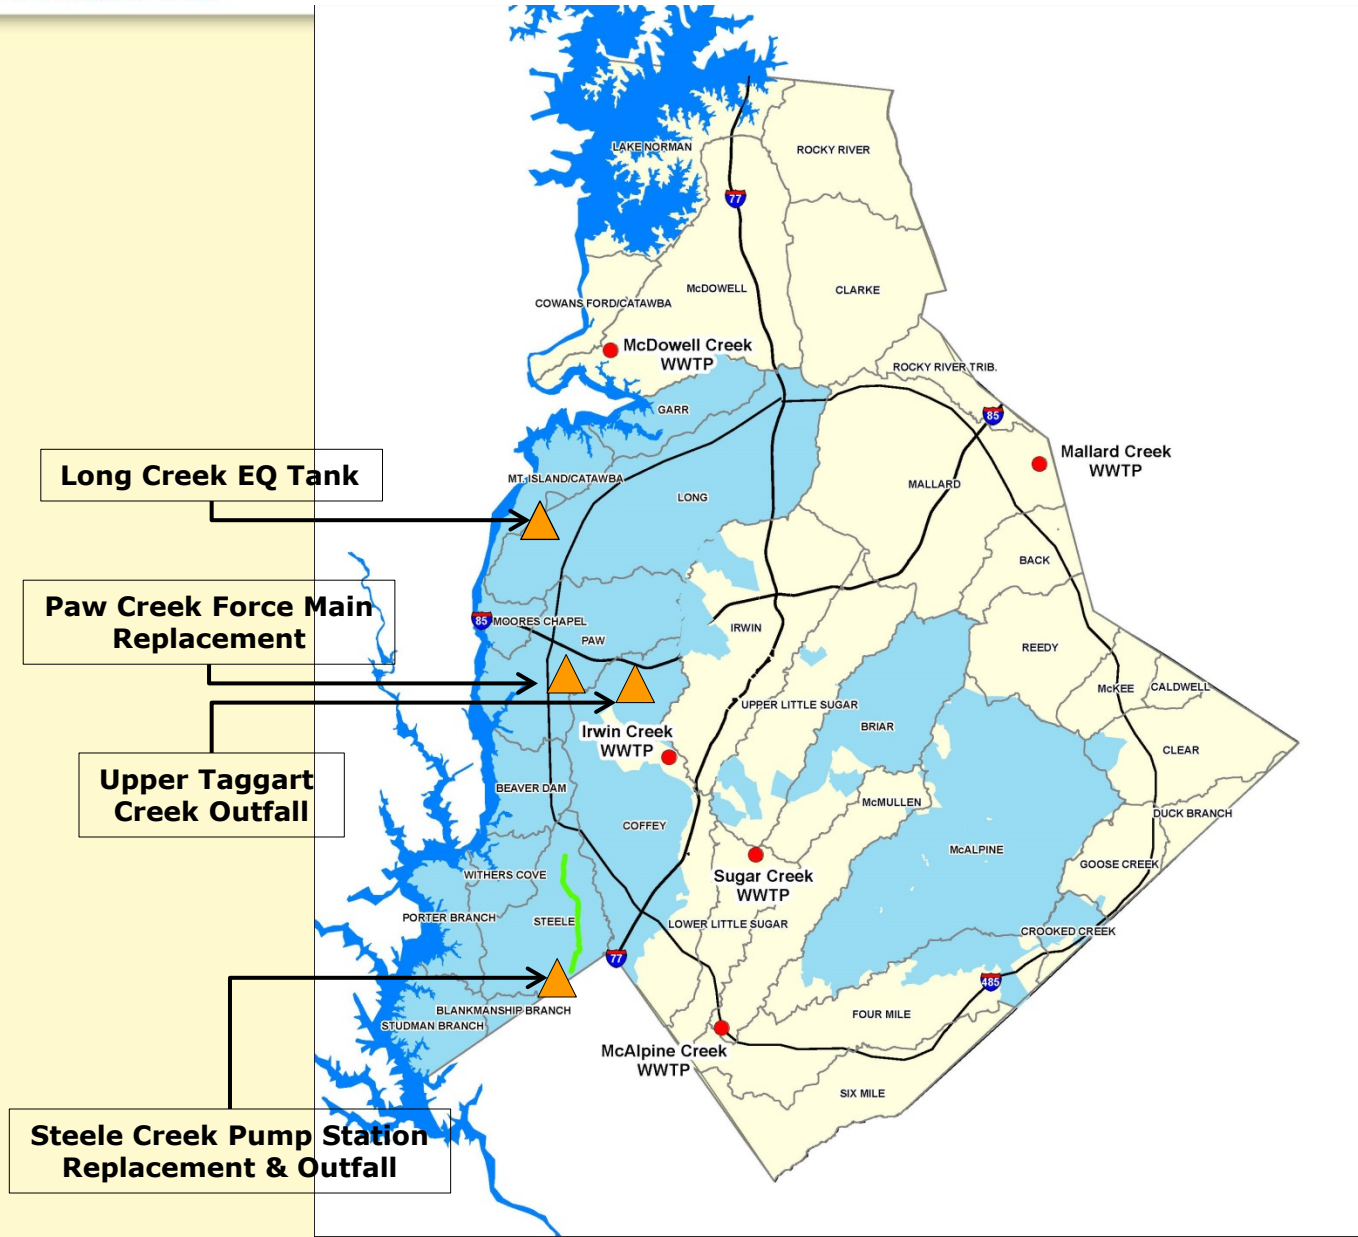 LAKE NORMAN
ROCKY RIVER
77
McDOWELL
CLARKE
COWANS FORD/CATAWBA
McDowell Creek
WWTP
ROCKY RIVER TRIB.
GARR
85
Mallard Creek
WWTP
Long Creek EQ Tank
MT. ISLAND/CATAWBA
LONG
MALLARD
BACK
Paw Creek Force Main
Replacement
85
MOORES CHAPEL
PAW
IRWIN
REEDY
McKEE
CALDWELL
UPPER LITTLE SUGAR
BRIAR
Irwin Creek
WWTP
CLEAR
Upper Taggart
Creek Outfall
BEAVER DAM
COFFEY
McMULLEN
DUCK BRANCH
McALPINE
GOOSE CREEK
WITHERS COVE
Sugar Creek
WWTP
PORTER BRANCH
STEELE
LOWER LITTLE SUGAR
CROOKED CREEK
77
485
BLANKMANSHIP BRANCH
STUDMAN BRANCH
FOUR MILE
McAlpine Creek
WWTP
SIX MILE
Steele Creek Pump Station
Replacement & Outfall